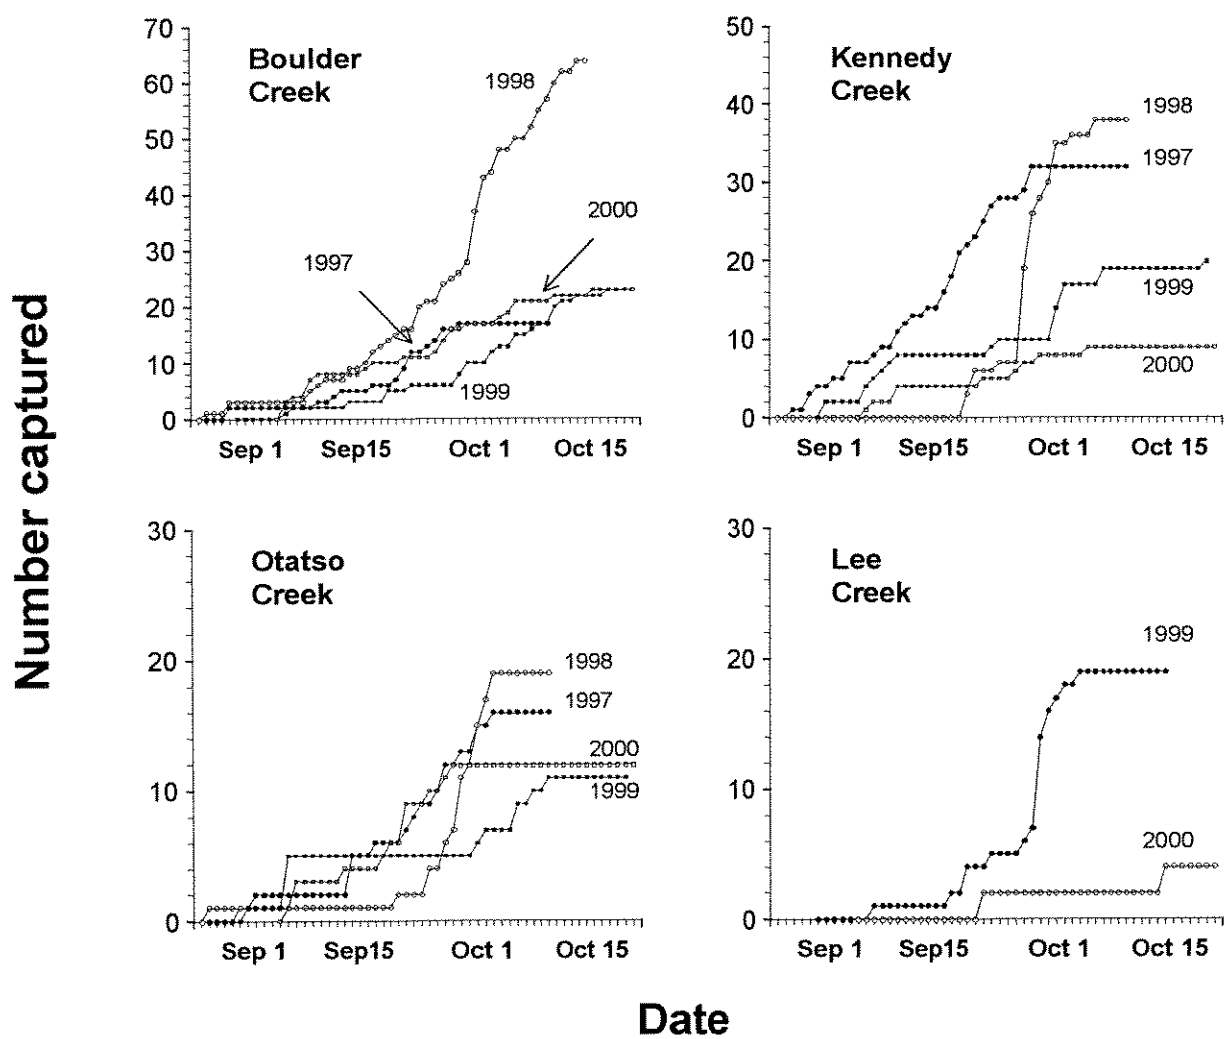 Number captured
70
60
50
40
30
20
10
0
Boulder
Creek
1998
2000
1997
1999
Sep 1
Sep15
Oct 1
Oct 15
50
40
30
20
10
0
Kennedy
Creek
1998
1997
1999
2000
Sep 1
Sep15
Oct 1
Oct 15
30
20
10
0
Otatso
Creek
1998
1997
2000
1999
Sep 1
Sep15
Oct 1
Oct 15
30
20
10
0
Lee
Creek
1999
2000
Sep 1
Sep15
Oct 1
Oct 15
Date